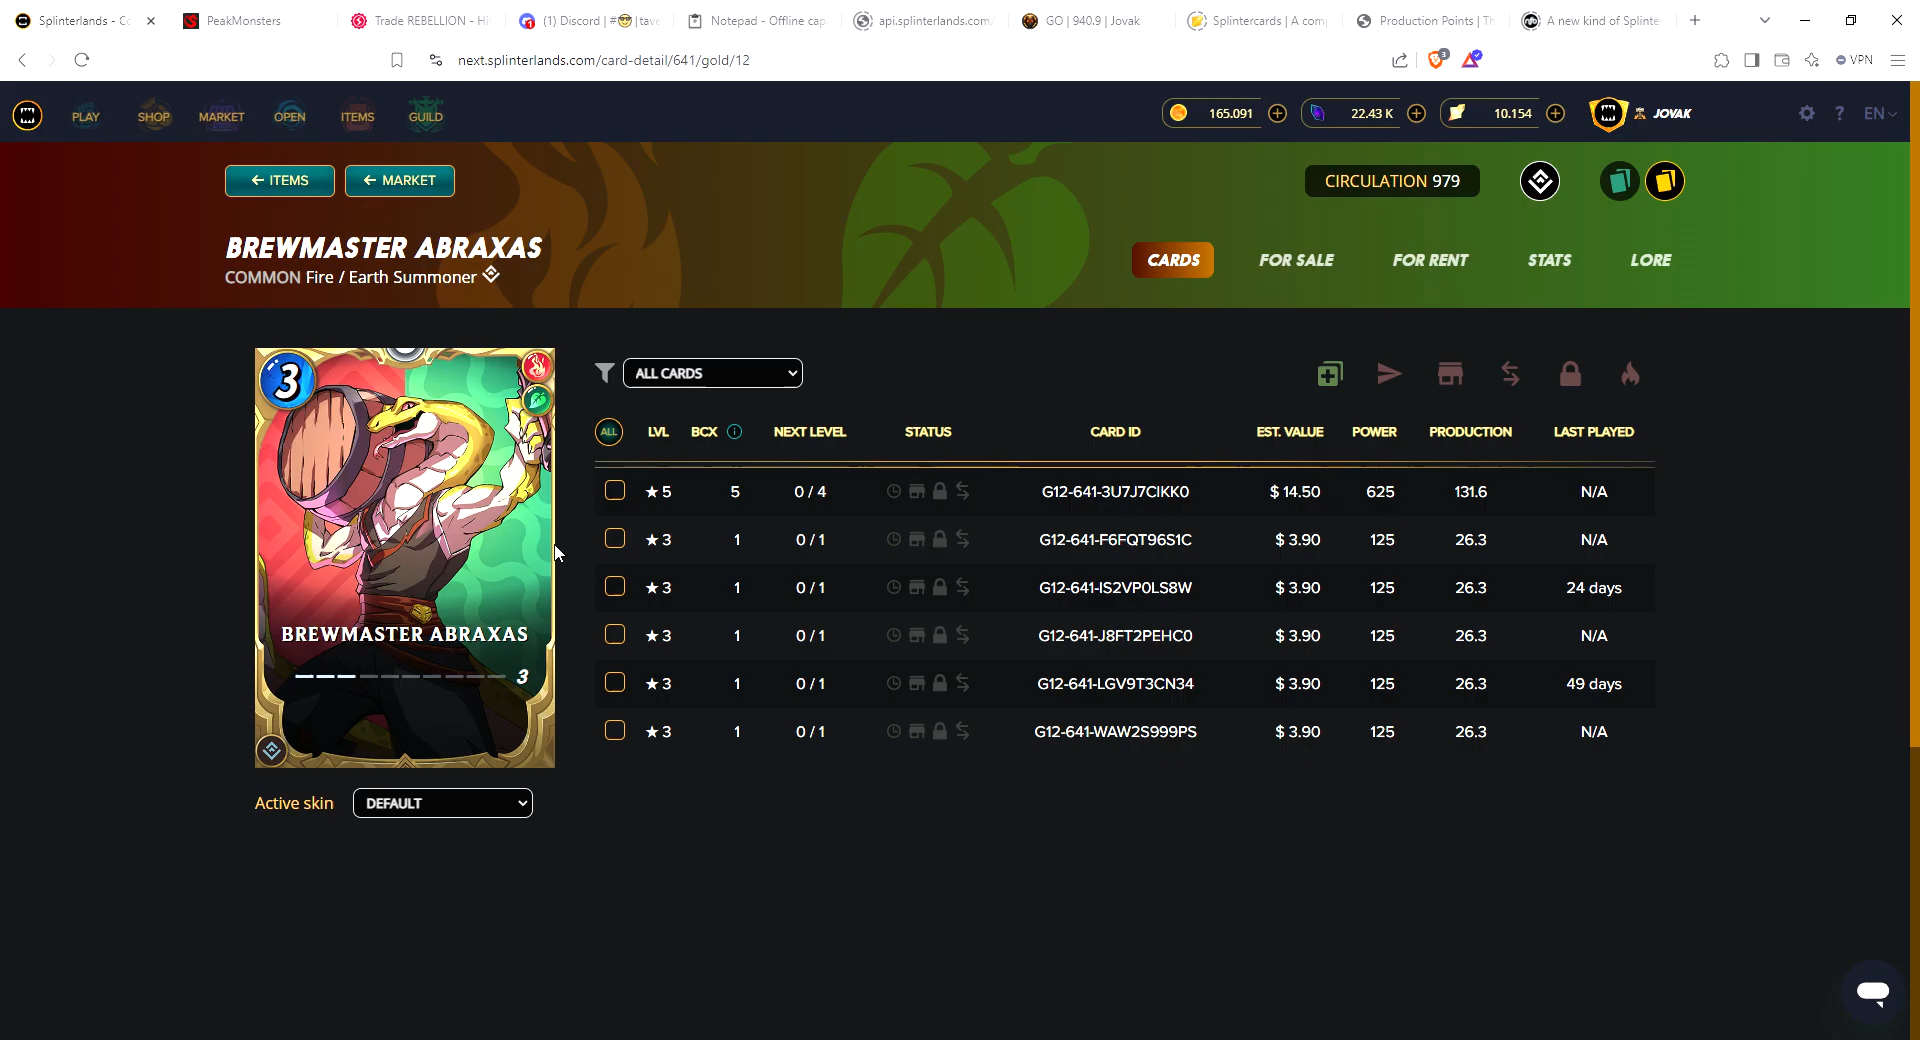 Splinterlands - Co
PeakMonsters
Trade REBELLION - Hi
(1) Discord | #😎|tave
Notepad - Offline cap
api.splinterlands.com/
GO | 940.9 | Jovak
Splintercards | A comp
Production Points | Th
A new kind of Splinte
next.splinterlands.com/card-detail/641/gold/12
3
VPN
PLAY
SHOP
MARKET
OPEN
ITEMS
GUILD
165.091
22.43 K
10.154
JOVAK
?
EN
← ITEMS
← MARKET
CIRCULATION 979
BREWMASTER ABRAXAS
COMMON Fire / Earth Summoner
CARDS
FOR SALE
FOR RENT
STATS
LORE
3
BREWMASTER ABRAXAS
3
Active skin
DEFAULT
ALL CARDS
ALL LVL BCX NEXT LEVEL STATUS CARD ID EST. VALUE POWER PRODUCTION LAST PLAYED
★ 5 5 0 / 4 G12-641-3U7J7CIKK0 $ 14.50 625 131.6 N/A
★ 3 1 0 / 1 G12-641-F6FQT96S1C $ 3.90 125 26.3 N/A
★ 3 1 0 / 1 G12-641-IS2VP0LS8W $ 3.90 125 26.3 24 days
★ 3 1 0 / 1 G12-641-J8FT2PEHC0 $ 3.90 125 26.3 N/A
★ 3 1 0 / 1 G12-641-LGV9T3CN34 $ 3.90 125 26.3 49 days
★ 3 1 0 / 1 G12-641-WAW2S999PS $ 3.90 125 26.3 N/A